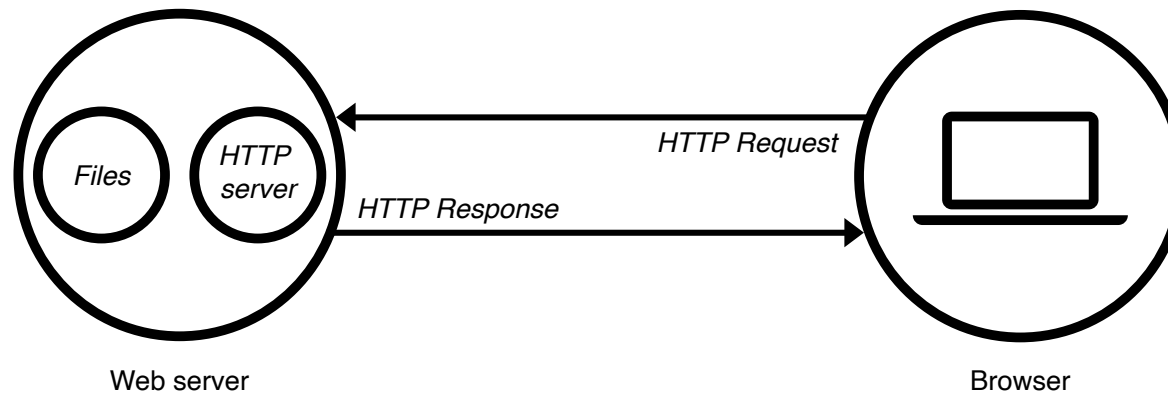 Files
HTTP
server
HTTP Request
HTTP Response
Web server
Browser